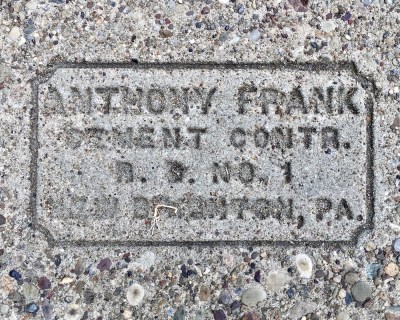 ANTHONY FRANK
CEMENT CONTR.
R. D. NO. 1
NEW BRIGHTON, PA.